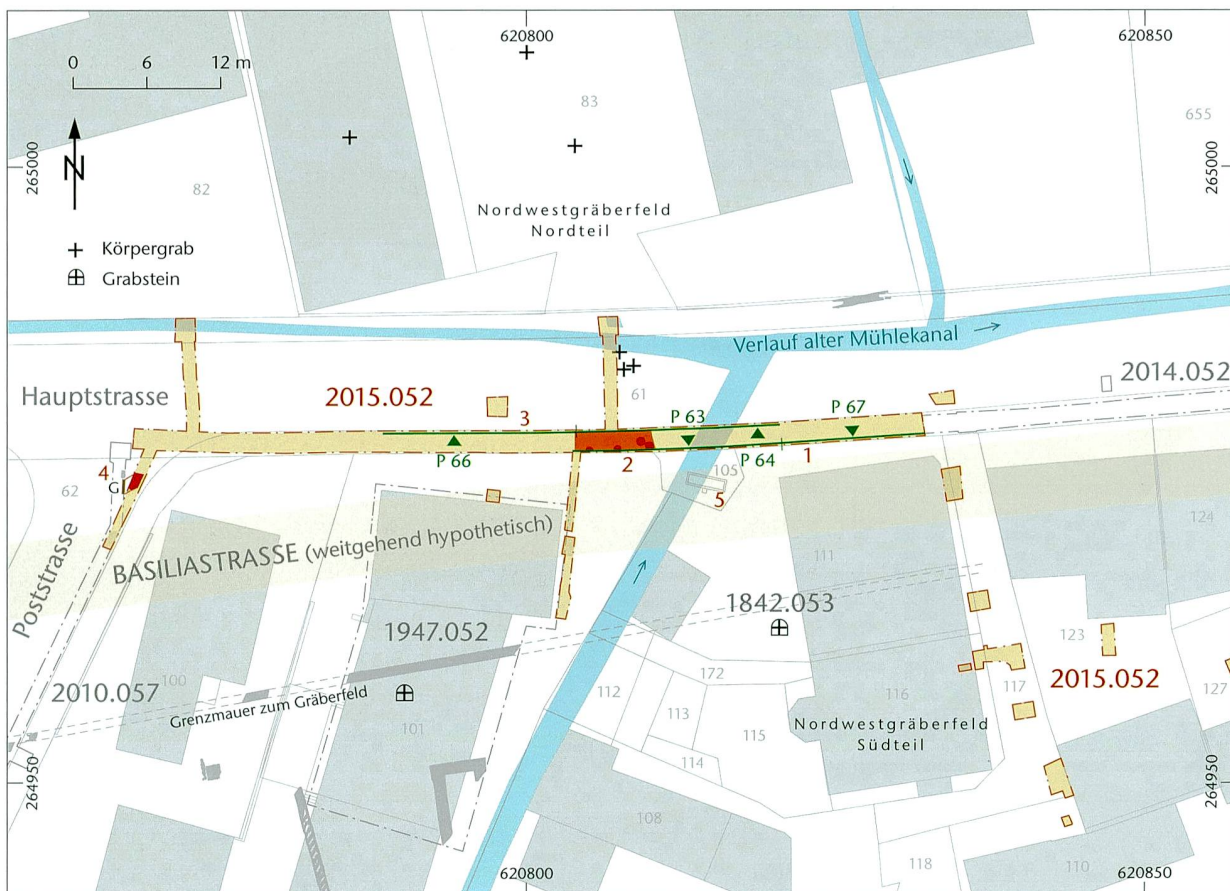 620800
620850
0 6 12 m
83
655
265000
265000
N
82
Nordwestgräberfeld
Nordteil
Körpergrab
Grabstein
Verlauf alter Mühlekanal
2014.052
Hauptstrasse
2015.052
61
3
P 63
P 67
P 66
2
P 64
1
4
G
105
5
62
124
BASILIASTRASSE (weitgehend hypothetisch)
111
Poststrasse
1842.053
1947.052
123
172
2010.057
100
2015.052
Grenzmauer zum Gräberfeld
112
116
117
127
101
113
Nordwestgräberfeld
Südteil
115
114
264950
264950
108
118
110
620800
620850